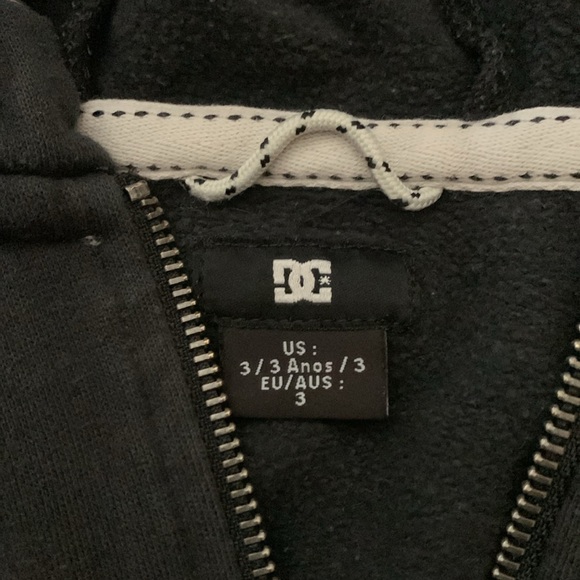 DC
US :
3 / 3 Anos / 3
EU/AUS :
3